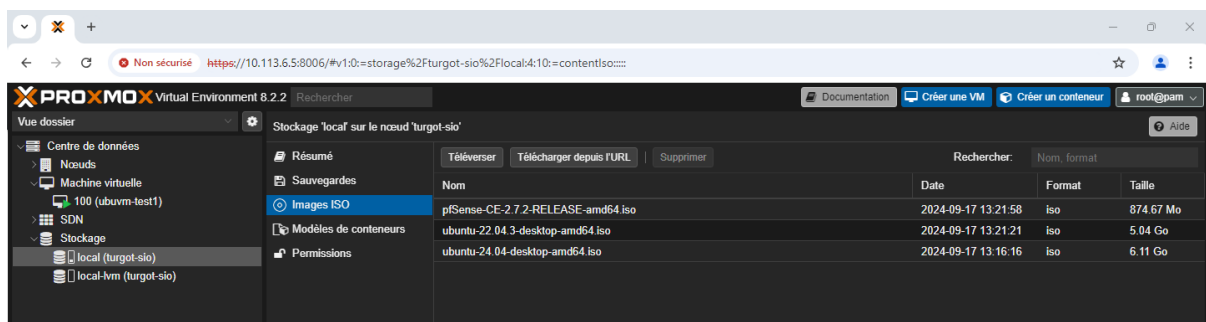 Non sécurisé https://10.113.6.5:8006/#v1:0:=storage%2Fturgot-sio%2Flocal:4:10:=contentIso:::::
PROXMOX Virtual Environment 8.2.2 Rechercher Documentation Créer une VM Créer un conteneur root@pam
Vue dossier
Centre de données
Nœuds
Machine virtuelle
100 (ubuvm-test1)
SDN
Stockage
local (turgot-sio)
local-lvm (turgot-sio)
Stockage 'local' sur le nœud 'turgot-sio' Aide
Résumé
Sauvegardes
Images ISO
Modèles de conteneurs
Permissions
Téléverser Télécharger depuis l'URL Supprimer Rechercher: Nom, format
Nom Date Format Taille
pfSense-CE-2.7.2-RELEASE-amd64.iso 2024-09-17 13:21:58 iso 874.67 Mo
ubuntu-22.04.3-desktop-amd64.iso 2024-09-17 13:21:21 iso 5.04 Go
ubuntu-24.04-desktop-amd64.iso 2024-09-17 13:16:16 iso 6.11 Go